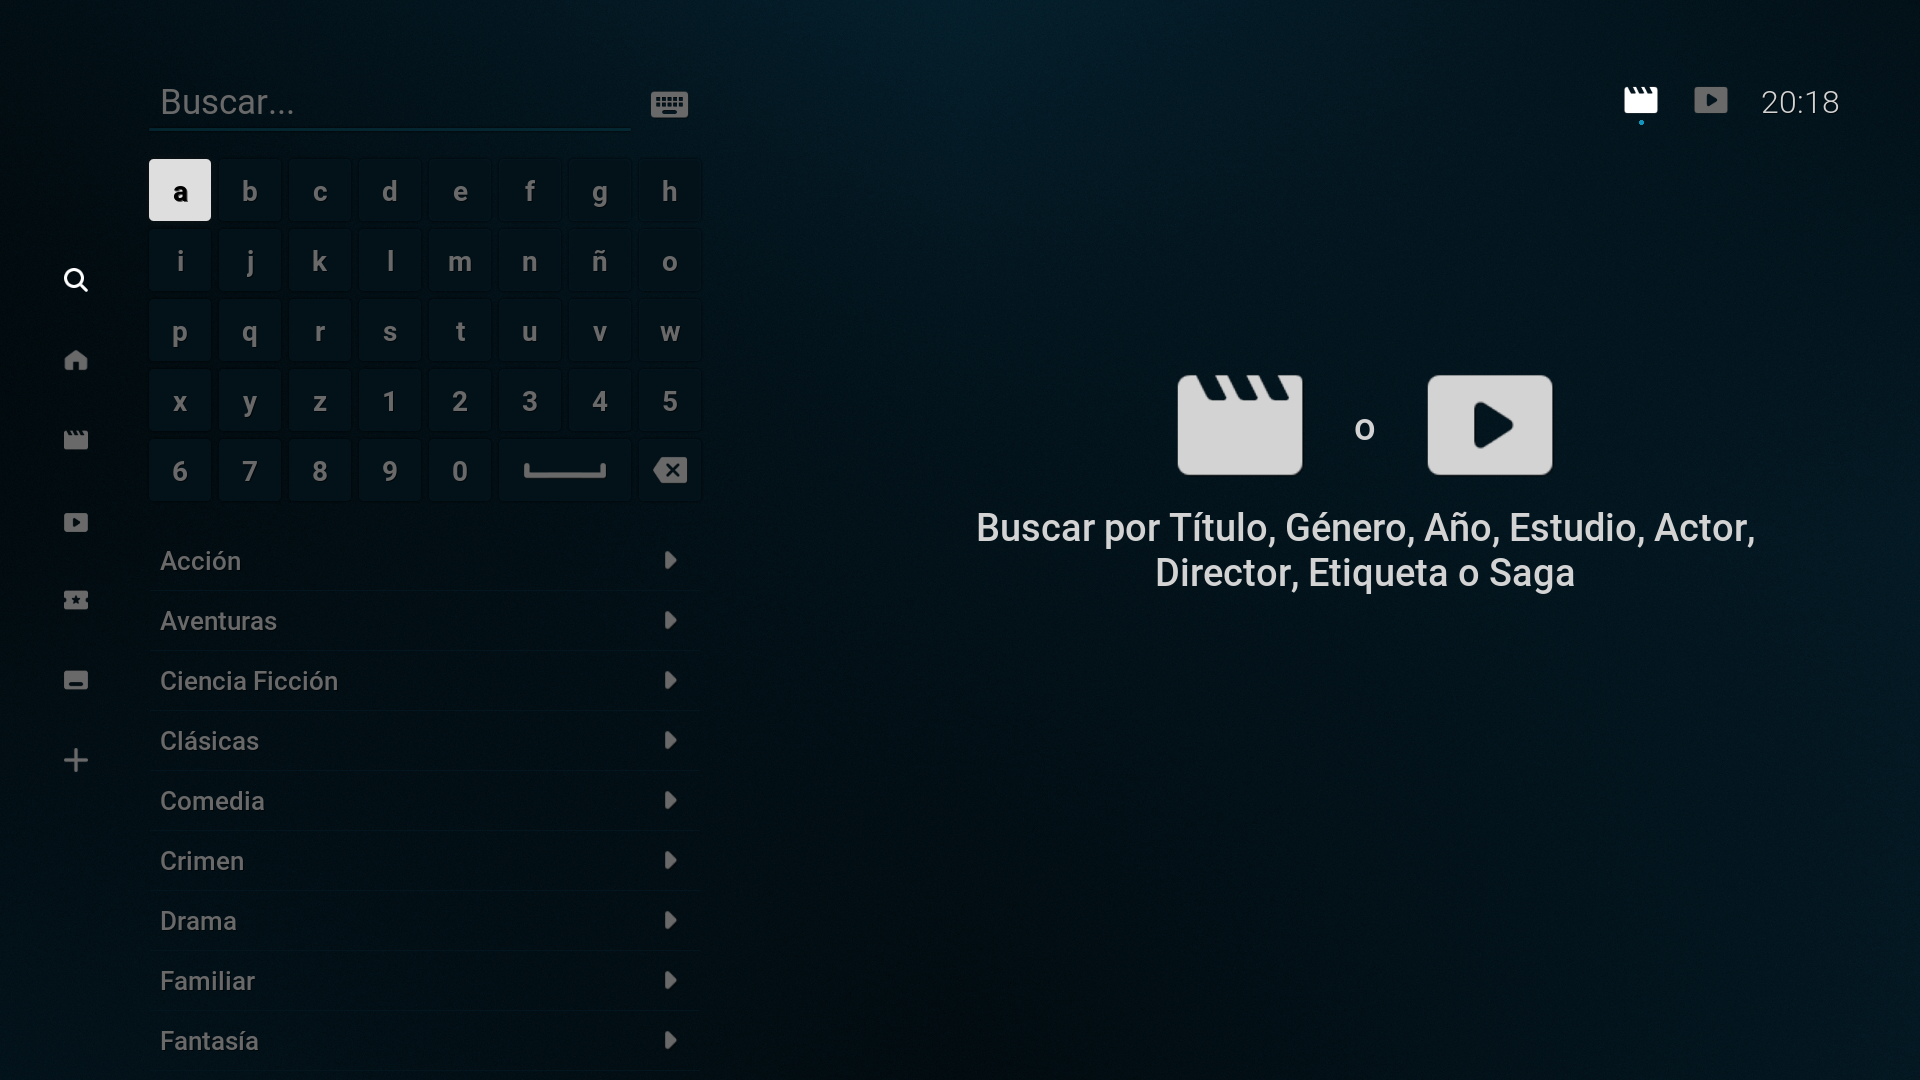 Buscar...
20:18
a b c d e f g h
i j k l m n ñ o
p q r s t u v w
x y z 1 2 3 4 5
6 7 8 9 0
o
Buscar por Título, Género, Año, Estudio, Actor,
Director, Etiqueta o Saga
Acción
Aventuras
Ciencia Ficción
Clásicas
Comedia
Crimen
Drama
Familiar
Fantasía